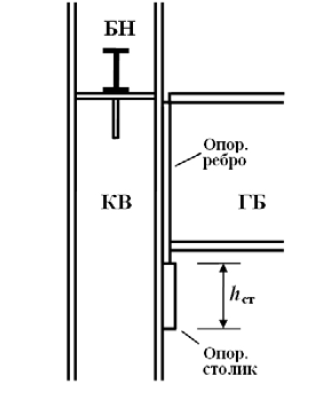 БН
Опор.
ребро
КВ
ГБ
hст
Опор.
столик